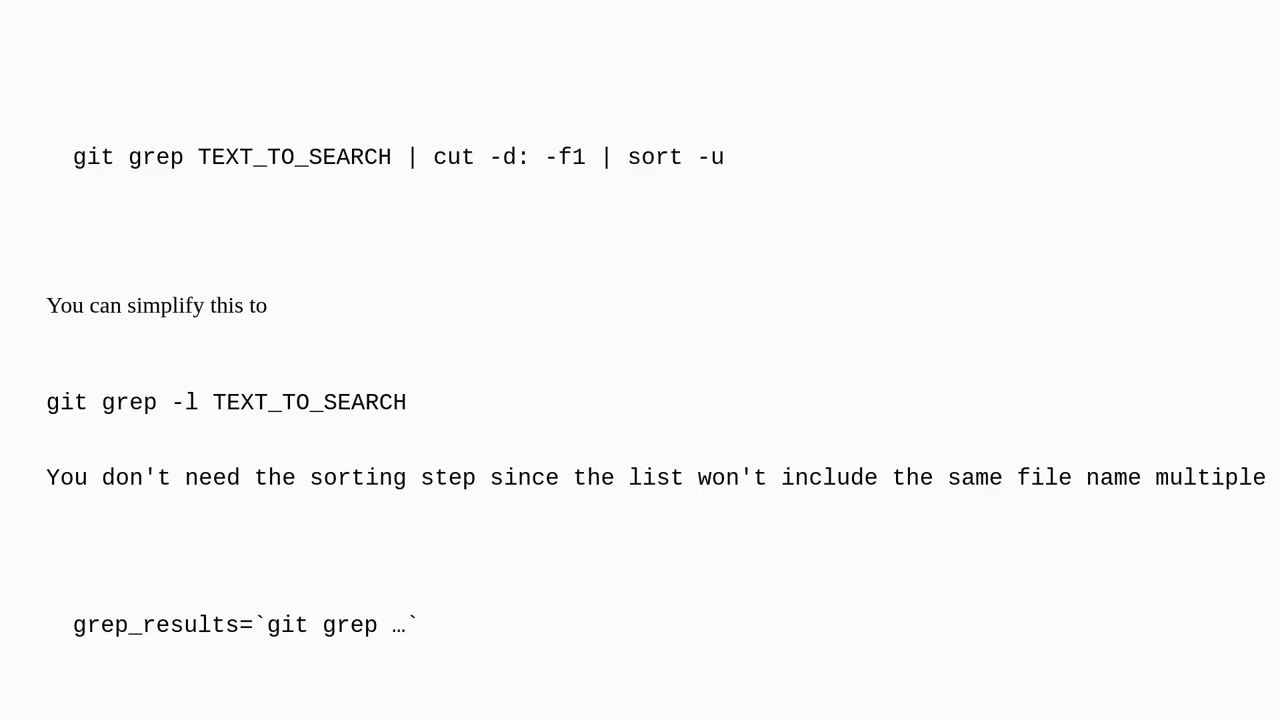 git grep TEXT_TO_SEARCH | cut -d: -f1 | sort -u
You can simplify this to
git grep -l TEXT_TO_SEARCH
You don't need the sorting step since the list won't include the same file name multiple
grep_results=`git grep …`